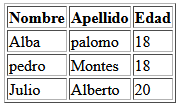 Nombre Apellido Edad
Alba palomo 18
pedro Montes 18
Julio Alberto 20